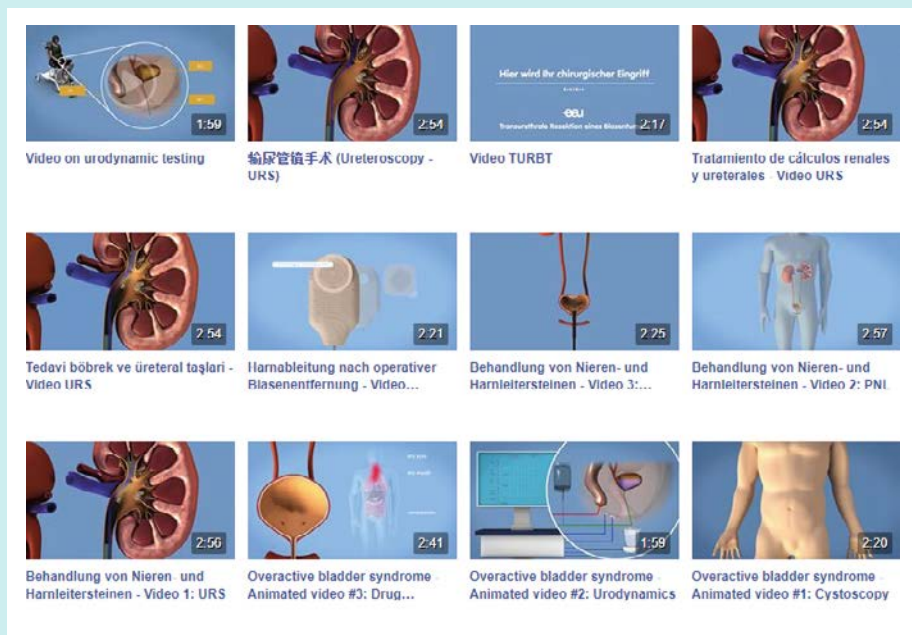 1:59
2:54
Hier wird Ihr chirurgischer Eingriff
eau
Transurethrale Resektion eines Blasentumors
2:17
2:54
Video on urodynamic testing
输尿管镜手术 (Ureteroscopy -
URS)
Video TURBT
Tratamiento de cálculos renales
y ureterales - Video URS
2:54
2:21
2:25
2:57
Tedavi böbrek ve üreteral taşlari -
Video URS
Harnableitung nach operativer
Blasenentfernung - Video...
Behandlung von Nieren- und
Harnleitersteinen - Video 3:...
Behandlung von Nieren- und
Harnleitersteinen - Video 2: PNL
2:56
2:41
1:59
2:20
Behandlung von Nieren- und
Harnleitersteinen - Video 1: URS
Overactive bladder syndrome -
Animated video #3: Drug...
Overactive bladder syndrome -
Animated video #2: Urodynamics
Overactive bladder syndrome -
Animated video #1: Cystoscopy